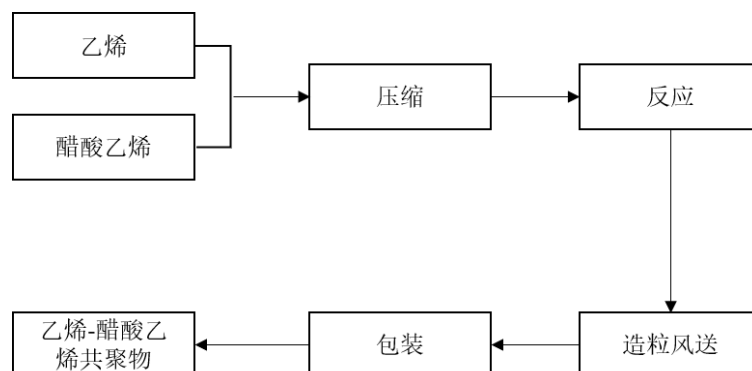 乙烯
压缩
反应
醋酸乙烯
乙烯-醋酸乙
烯共聚物
包装
造粒风送